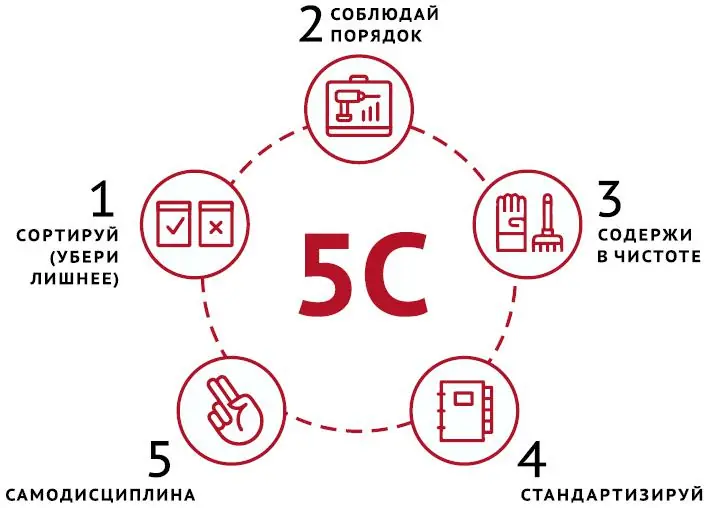 2 СОБЛЮДАЙ
ПОРЯДОК
1
СОРТИРУЙ
(УБЕРИ
ЛИШНЕЕ)
3
СОДЕРЖИ
В ЧИСТОТЕ
5С
5
САМОДИСЦИПЛИНА
4
СТАНДАРТИЗИРУЙ